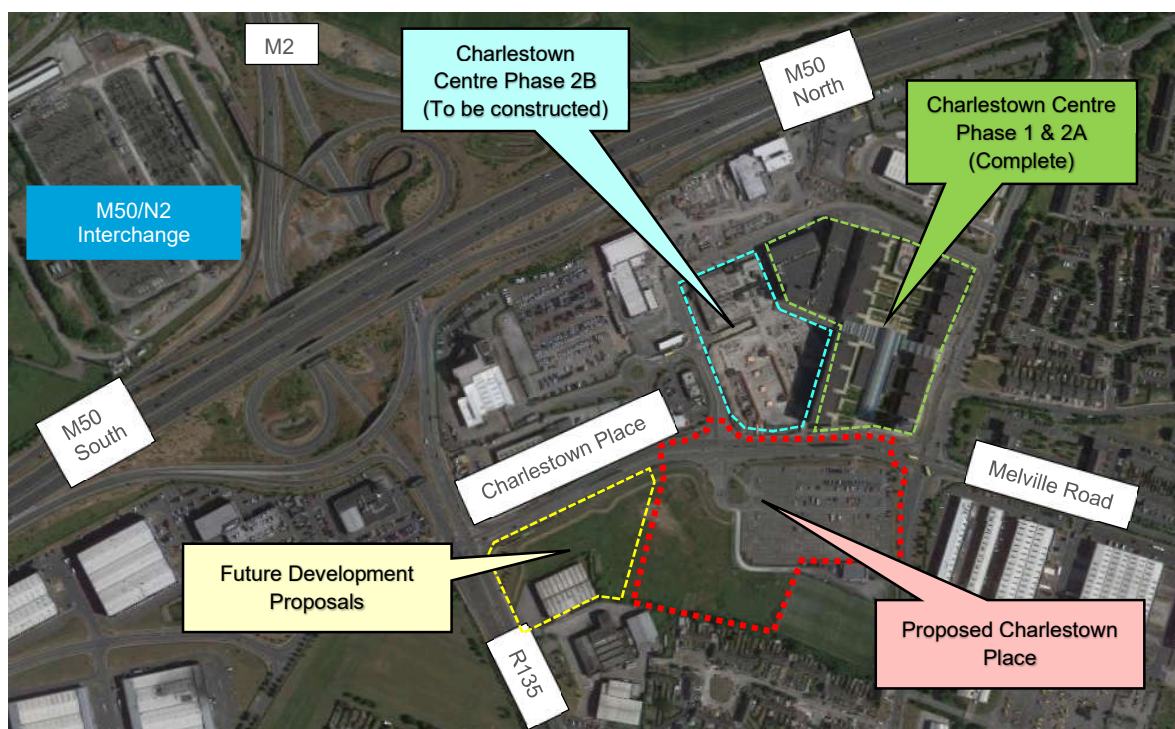 M2
Charlestown
Centre Phase 2B
(To be constructed)
M50
North
Charlestown Centre
Phase 1 & 2A
(Complete)
M50/N2
Interchange
M50
South
Charlestown Place
Melville Road
Future Development
Proposals
Proposed Charlestown
Place
R135